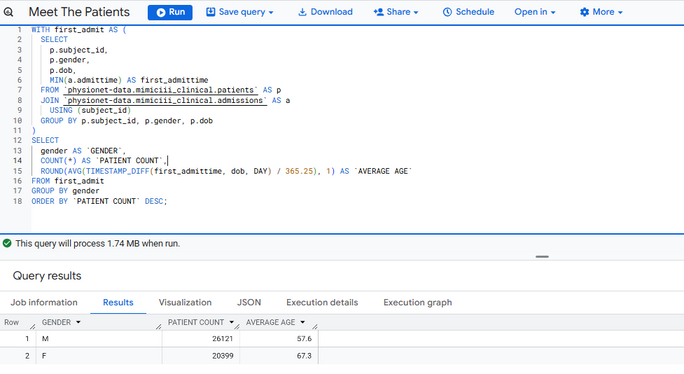 Meet The Patients Run Save query Download Share Schedule Open in More
1 WITH first_admit AS (
2 SELECT
3 p.subject_id,
4 p.gender,
5 p.dob,
6 MIN(a.admittime) AS first_admittime
7 FROM `physionet-data.mimiciii_clinical.patients` AS p
8 JOIN `physionet-data.mimiciii_clinical.admissions` AS a
9 USING (subject_id)
10 GROUP BY p.subject_id, p.gender, p.dob
11 )
12 SELECT
13 gender AS `GENDER`,
14 COUNT(*) AS `PATIENT COUNT`,
15 ROUND(AVG(TIMESTAMP_DIFF(first_admittime, dob, DAY) / 365.25), 1) AS `AVERAGE AGE`
16 FROM first_admit
17 GROUP BY gender
18 ORDER BY `PATIENT COUNT` DESC;
This query will process 1.74 MB when run.
Query results
Job information Results Visualization JSON Execution details Execution graph
Row GENDER PATIENT COUNT AVERAGE AGE
1 M 26121 57.6
2 F 20399 67.3